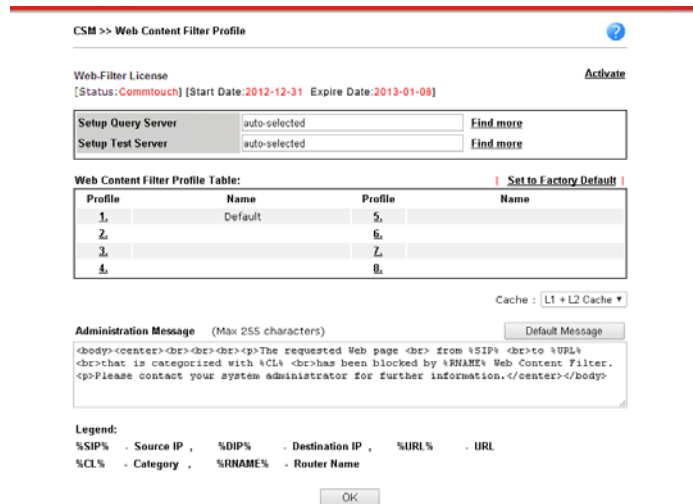 CSM >> Web Content Filter Profile
Web-Filter License
Activate
[Status:Commtouch] [Start Date:2012-12-31 Expire Date:2013-01-08]
Setup Query Server auto-selected Find more
Setup Test Server auto-selected Find more
Web Content Filter Profile Table: | Set to Factory Default |
Profile Name Profile Name
1. Default 5.
2. 6.
3. 7.
4. 8.
Cache : L1 + L2 Cache
Administration Message (Max 255 characters) Default Message
<body><center><br><br><br><p>The requested Web page <br> from %SIP% <br>to %URL%
<br>that is categorized with %CL% <br>has been blocked by %RNAME% Web Content Filter.
<p>Please contact your system administrator for further information.</center></body>
Legend:
%SIP% - Source IP , %DIP% - Destination IP , %URL% - URL
%CL% - Category , %RNAME% - Router Name
OK